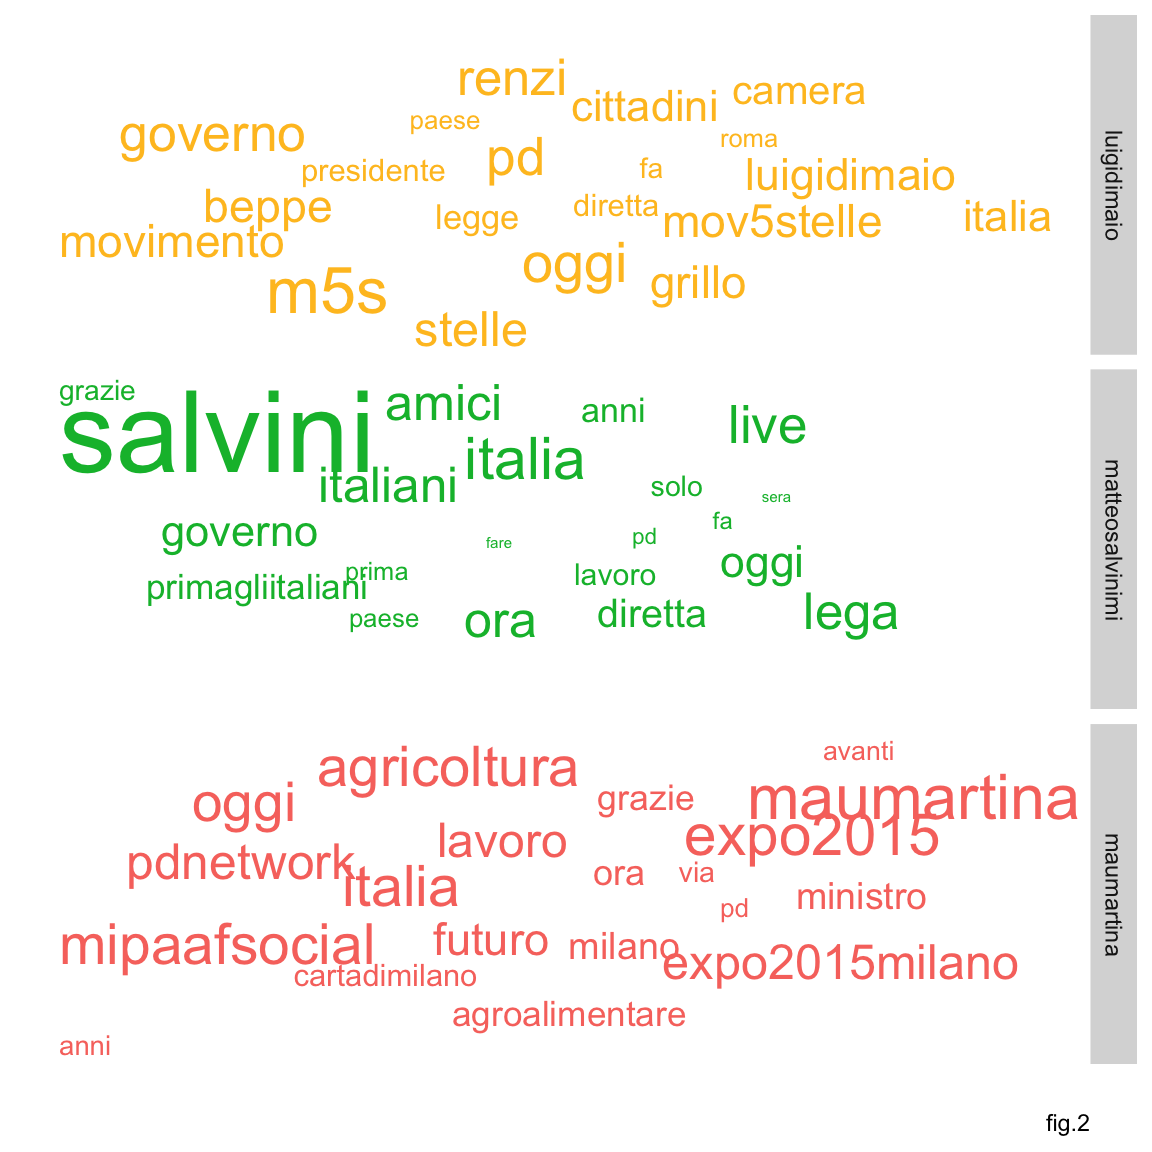 renzi
camera
cittadini
paese
governo
roma
pd
presidente
fa
luigidimaio
beppe
diretta
legge
mov5stelle
italia
movimento
oggi
grillo
m5s
stelle
luigidimaio
grazie
salvini
amici
anni
live
italia
italiani
solo
sera
governo
fa
pd
fare
oggi
prima
lavoro
primagliitaliani
paese
ora
diretta
lega
matteosalvinimi
agricoltura
avanti
oggi
grazie
maumartina
lavoro
expo2015
pdnetwork
italia
ora
via
ministro
pd
mipaafsocial
futuro
milano
expo2015milano
cartadimilano
agroalimentare
anni
maumartina
fig.2